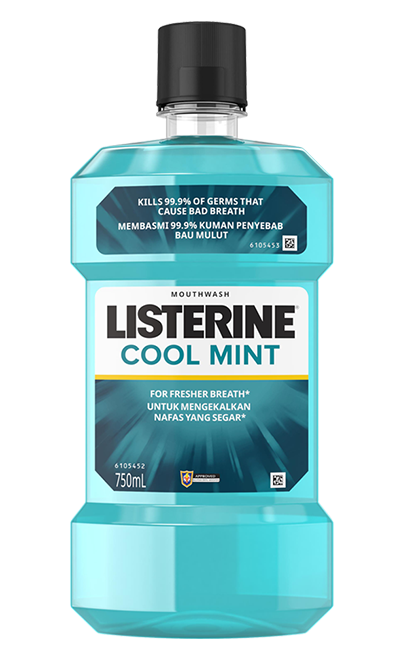 KILLS 99.9% OF GERMS THAT
CAUSE BAD BREATH
MEMBASMI 99.9% KUMAN PENYEBAB
BAU MULUT
6105453
MOUTHWASH
LISTERINE®
COOL MINT
FOR FRESHER BREATH*
UNTUK MENGEKALKAN
NAFAS YANG SEGAR*
6105452
750mL
APPROVED